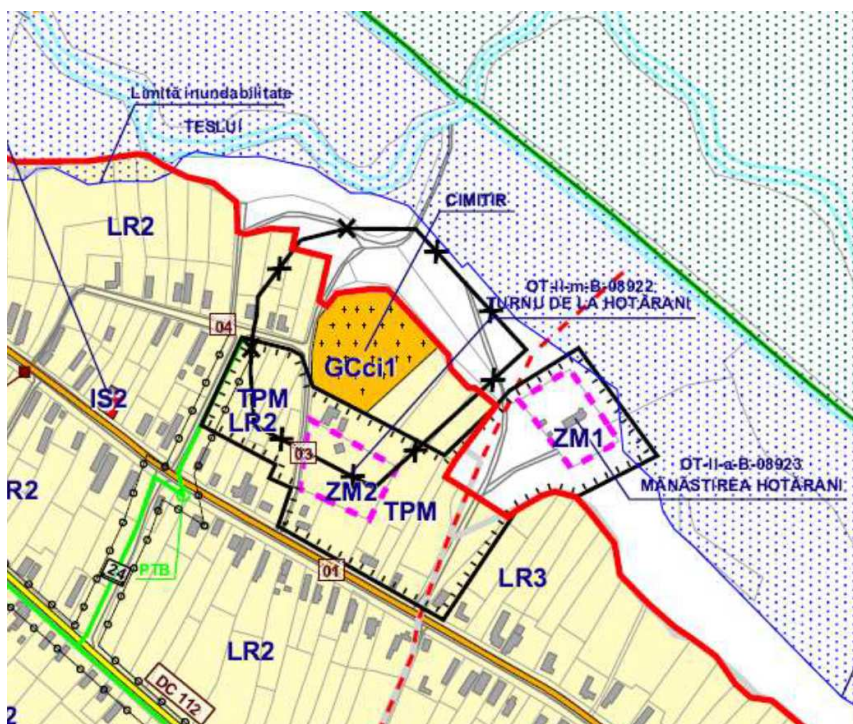 Limită inundabilitate
TESLUI
CIMITIR
LR2
OT-II-m-B-08922
TURNU DE LA HOTĂRANI
04
GCci1
IS2
TPM
LR2
ZM1
03
OT-II-a-B-08923
MĂNĂSTIREA HOTĂRANI
R2
ZM2
TPM
24
PTB
01
LR3
LR2
DC 112
2